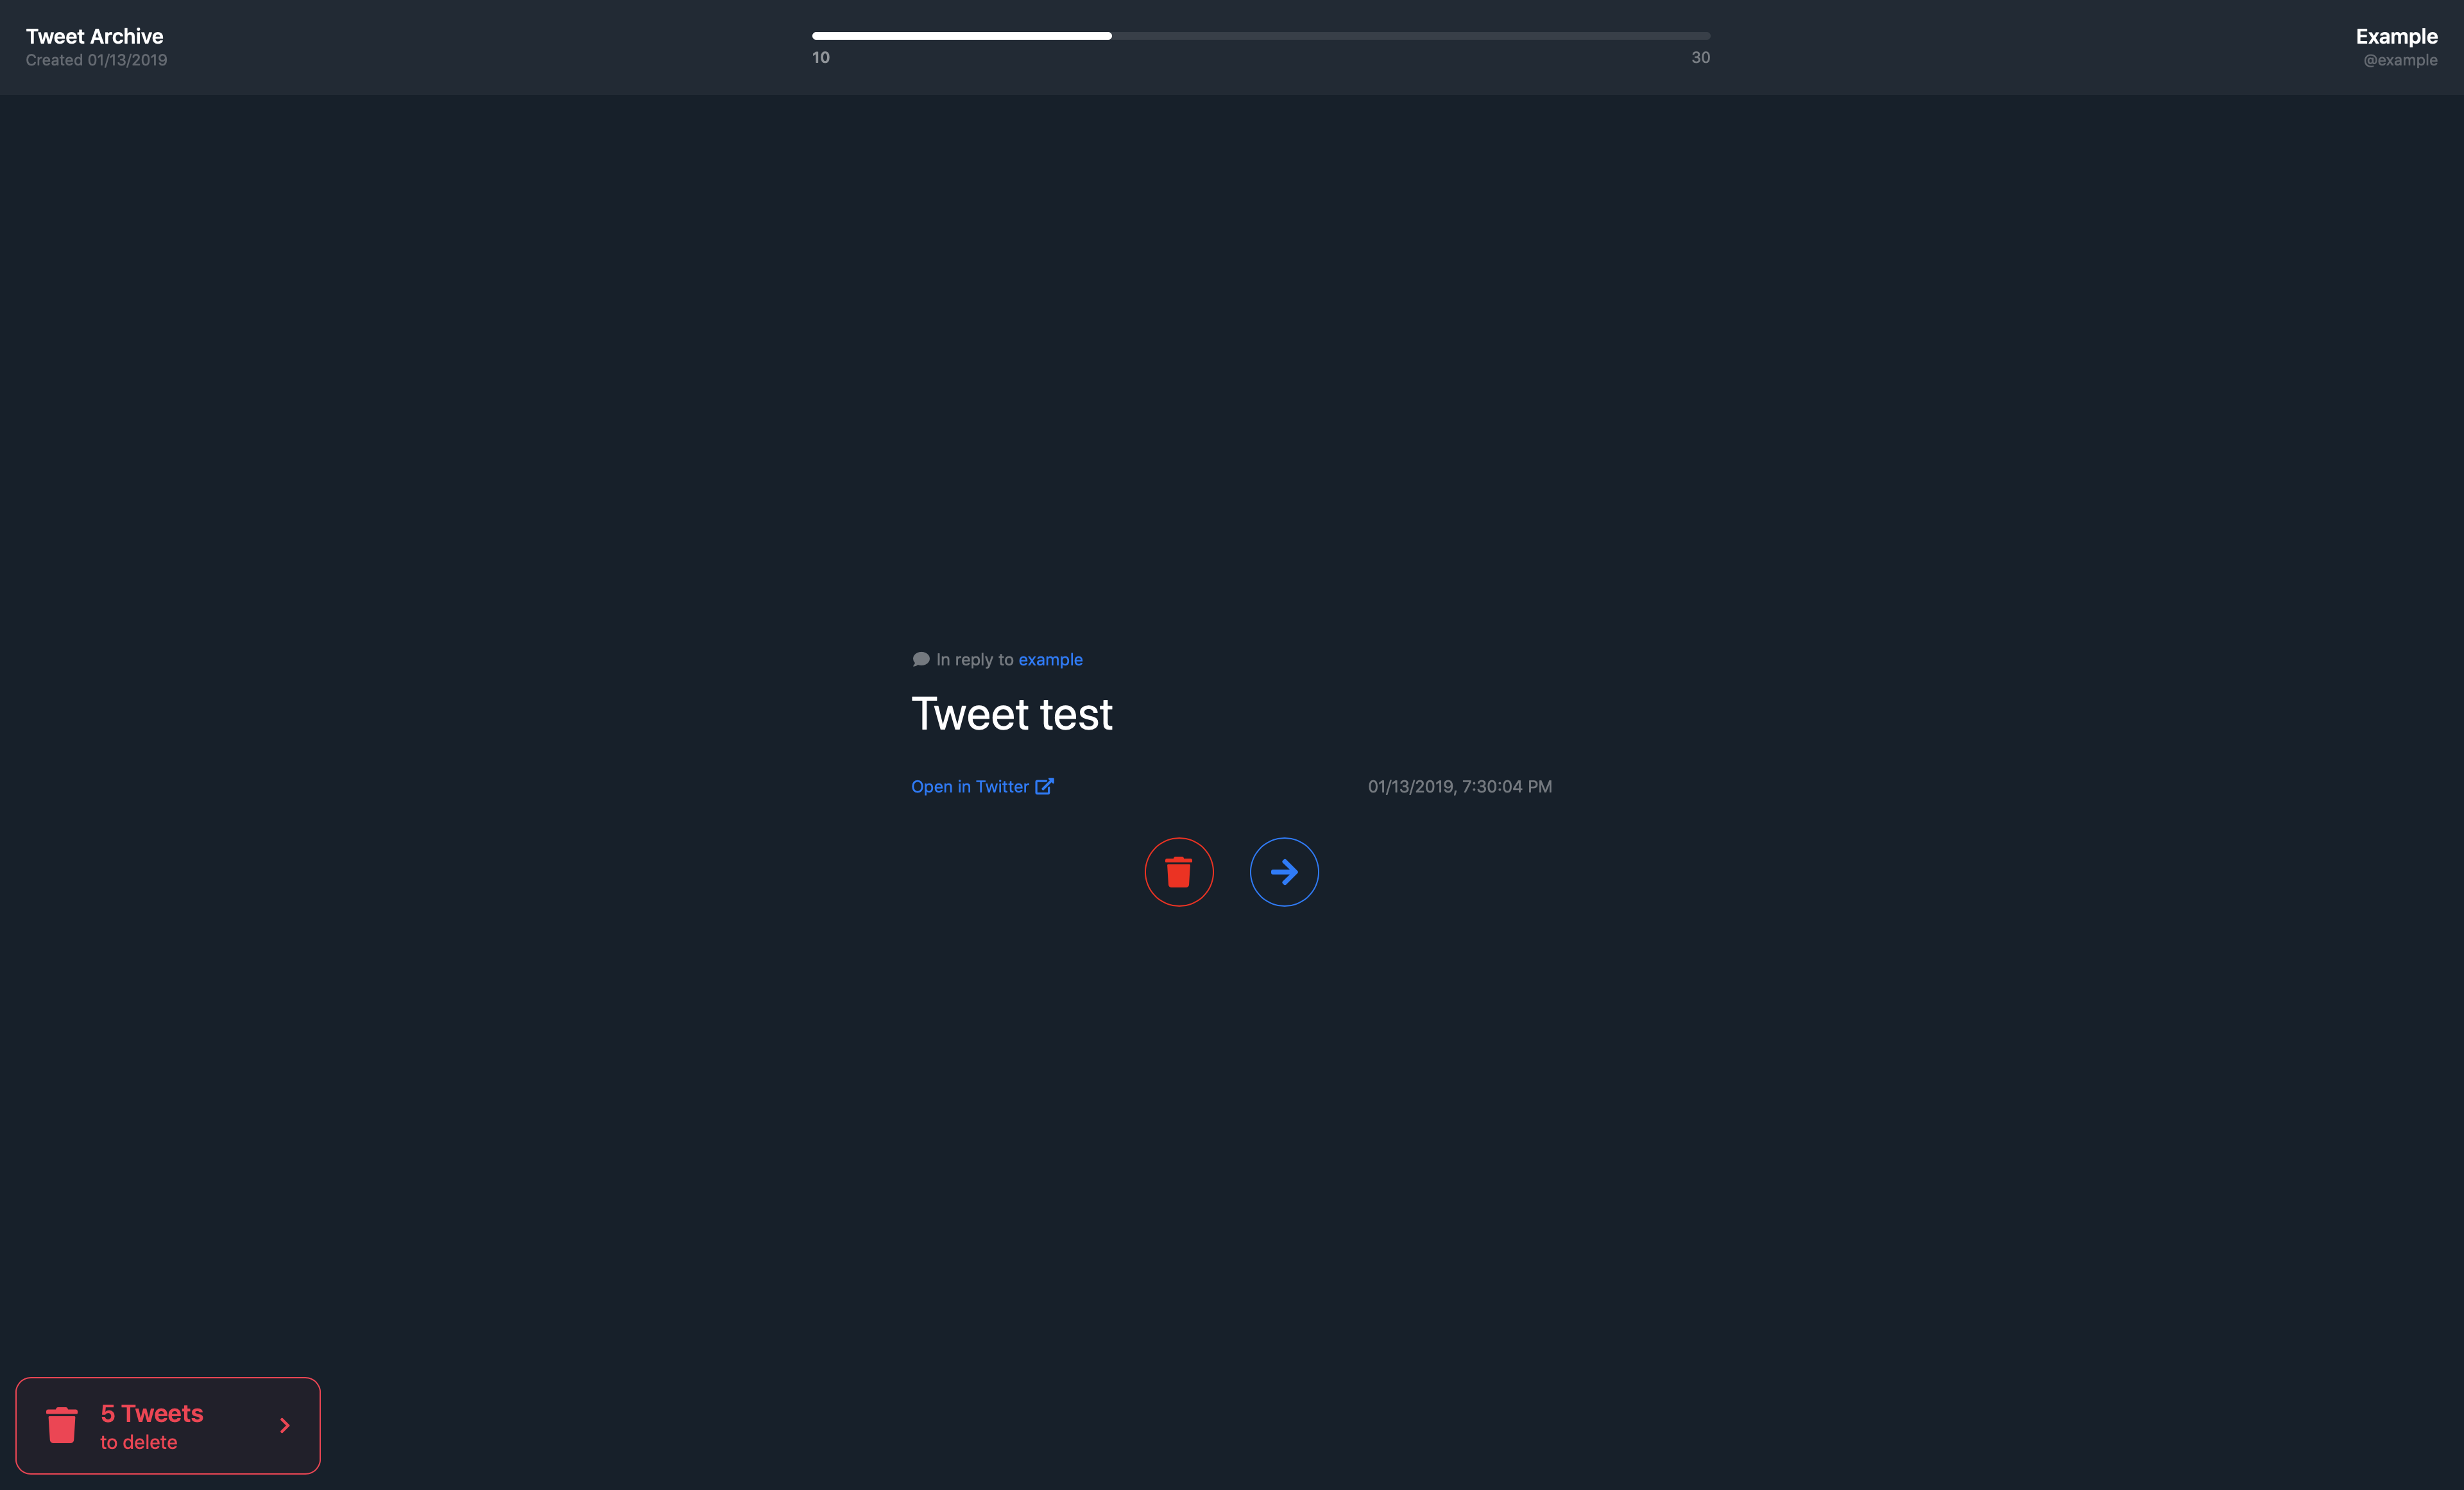 Tweet Archive
Created 01/13/2019
10
30
Example
@example
In reply to example
Tweet test
Open in Twitter
01/13/2019, 7:30:04 PM
5 Tweets
to delete